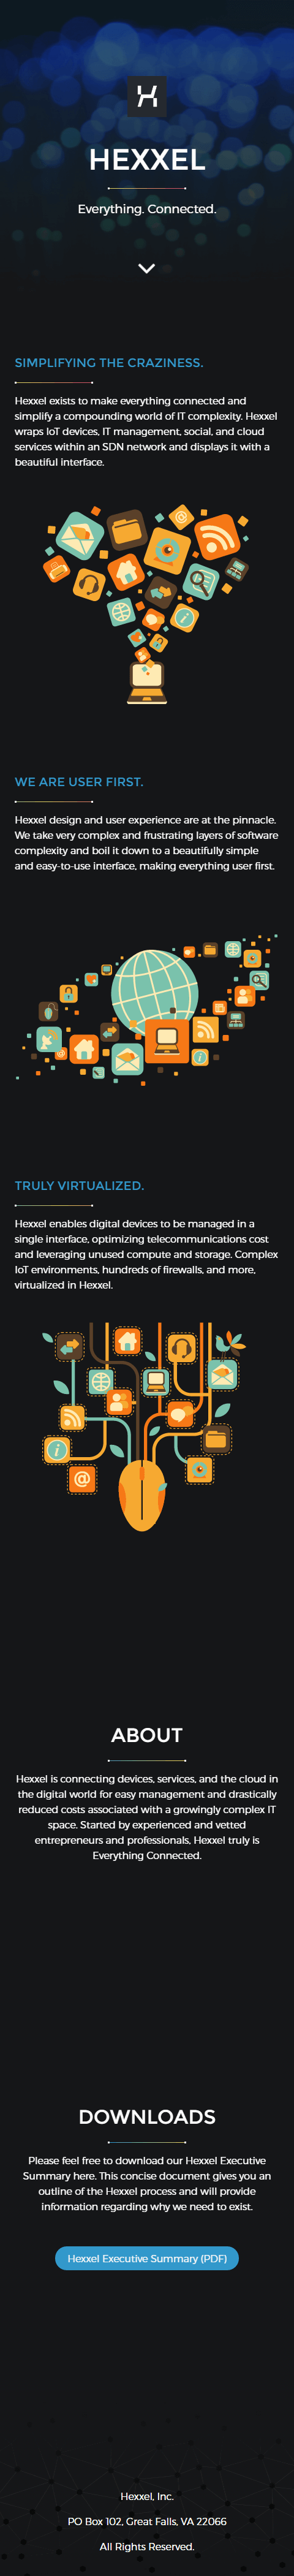 HEXXEL
Everything. Connected.
SIMPLIFYING THE CRAZINESS.
Hexxel exists to make everything connected and
simplify a compounding world of IT complexity. Hexxel
wraps IoT devices, IT management, social, and cloud
services within an SDN network and displays it with a
beautiful interface.
WE ARE USER FIRST.
Hexxel design and user experience are at the pinnacle.
We take very complex and frustrating layers of software
complexity and boil it down to a beautifully simple
and easy-to-use interface, making everything user first.
TRULY VIRTUALIZED.
Hexxel enables digital devices to be managed in a
single interface, optimizing telecommunications cost
and leveraging unused compute and storage. Complex
IoT environments, hundreds of firewalls, and more,
virtualized in Hexxel.
ABOUT
Hexxel is connecting devices, services, and the cloud in
the digital world for easy management and drastically
reduced costs associated with a growingly complex IT
space. Started by experienced and vetted
entrepreneurs and professionals, Hexxel truly is
Everything Connected.
DOWNLOADS
Please feel free to download our Hexxel Executive
Summary here. This concise document gives you an
outline of the Hexxel process and will provide
information regarding why we need to exist.
Hexxel Executive Summary (PDF)
Hexxel, Inc.
PO Box 102, Great Falls, VA 22066
All Rights Reserved.